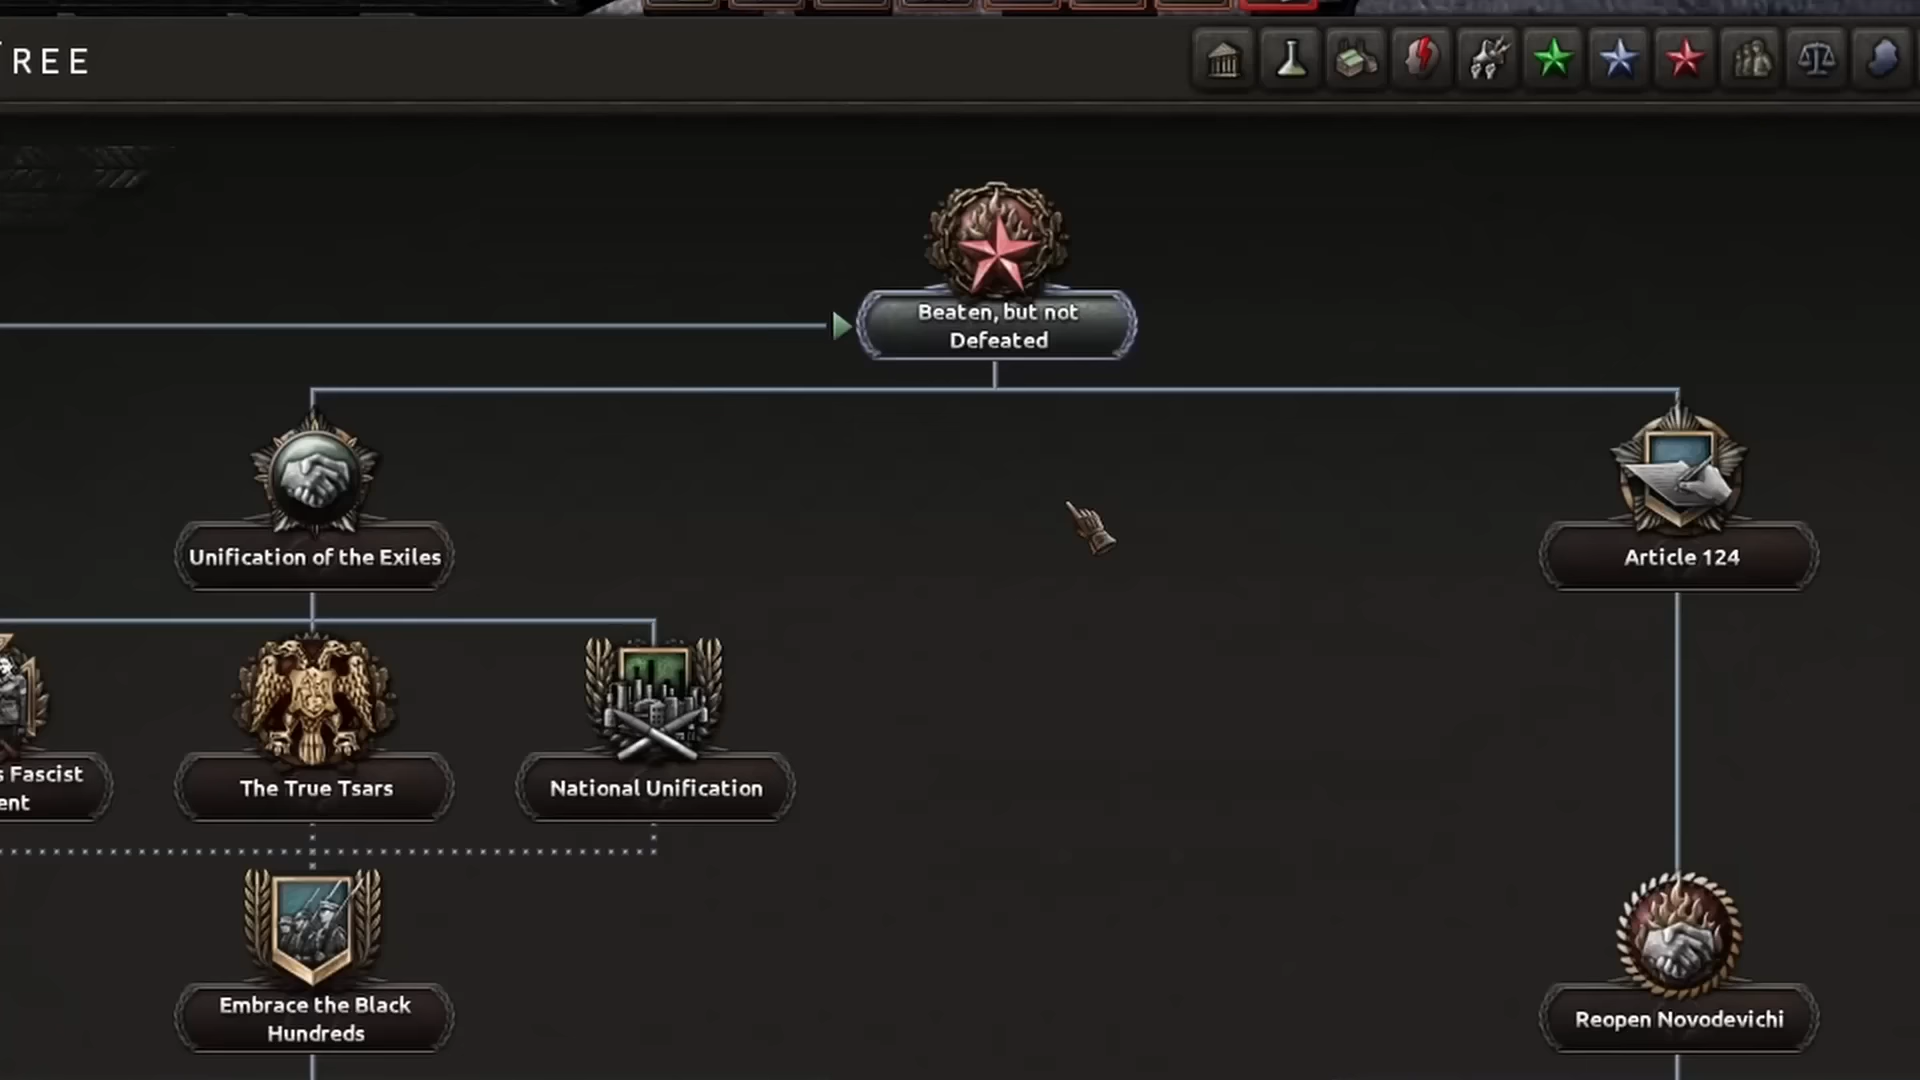 REE
Beaten, but not
Defeated
Unification of the Exiles
Article 124
s Fascist
ent
The True Tsars
National Unification
Embrace the Black
Hundreds
Reopen Novodevichi